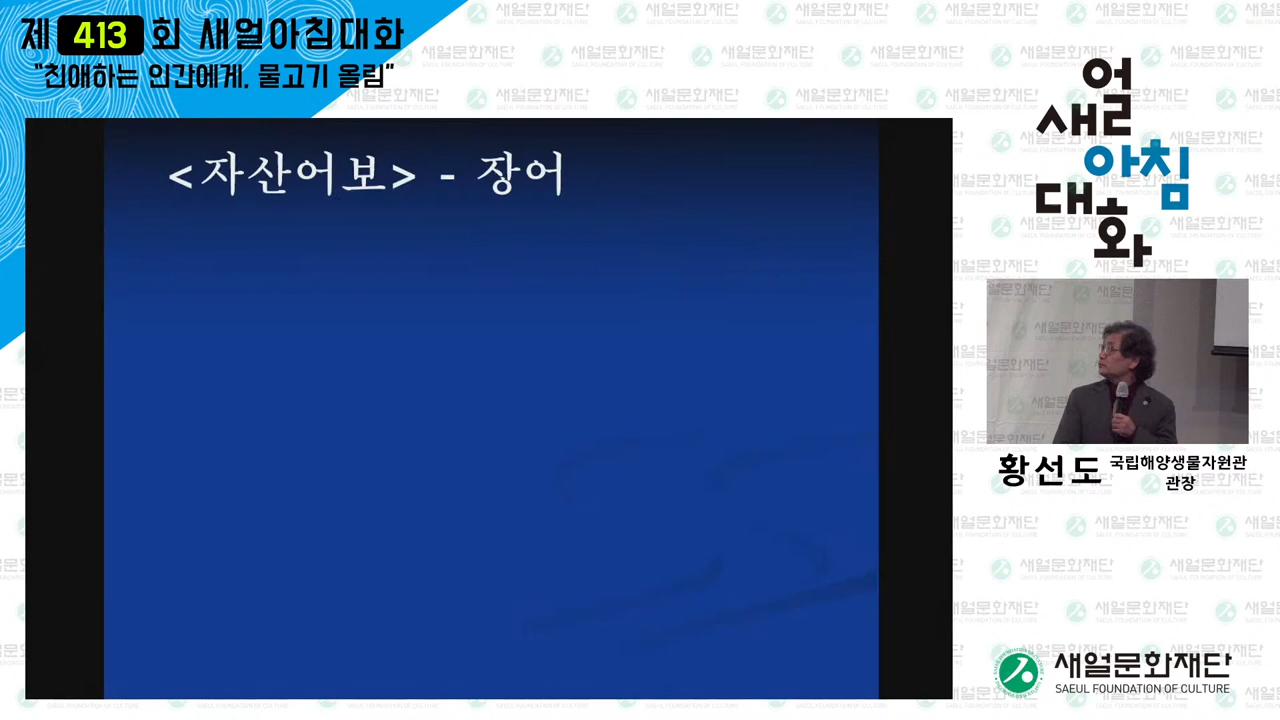 제 413 회 새얼아침대화
“친애하는 인간에게, 물고기 올림”
<자산어보> - 장어
새얼
아침
대화
황선도 국립해양생물자원관
관장
새얼문화재단
SAEUL FOUNDATION OF CULTURE